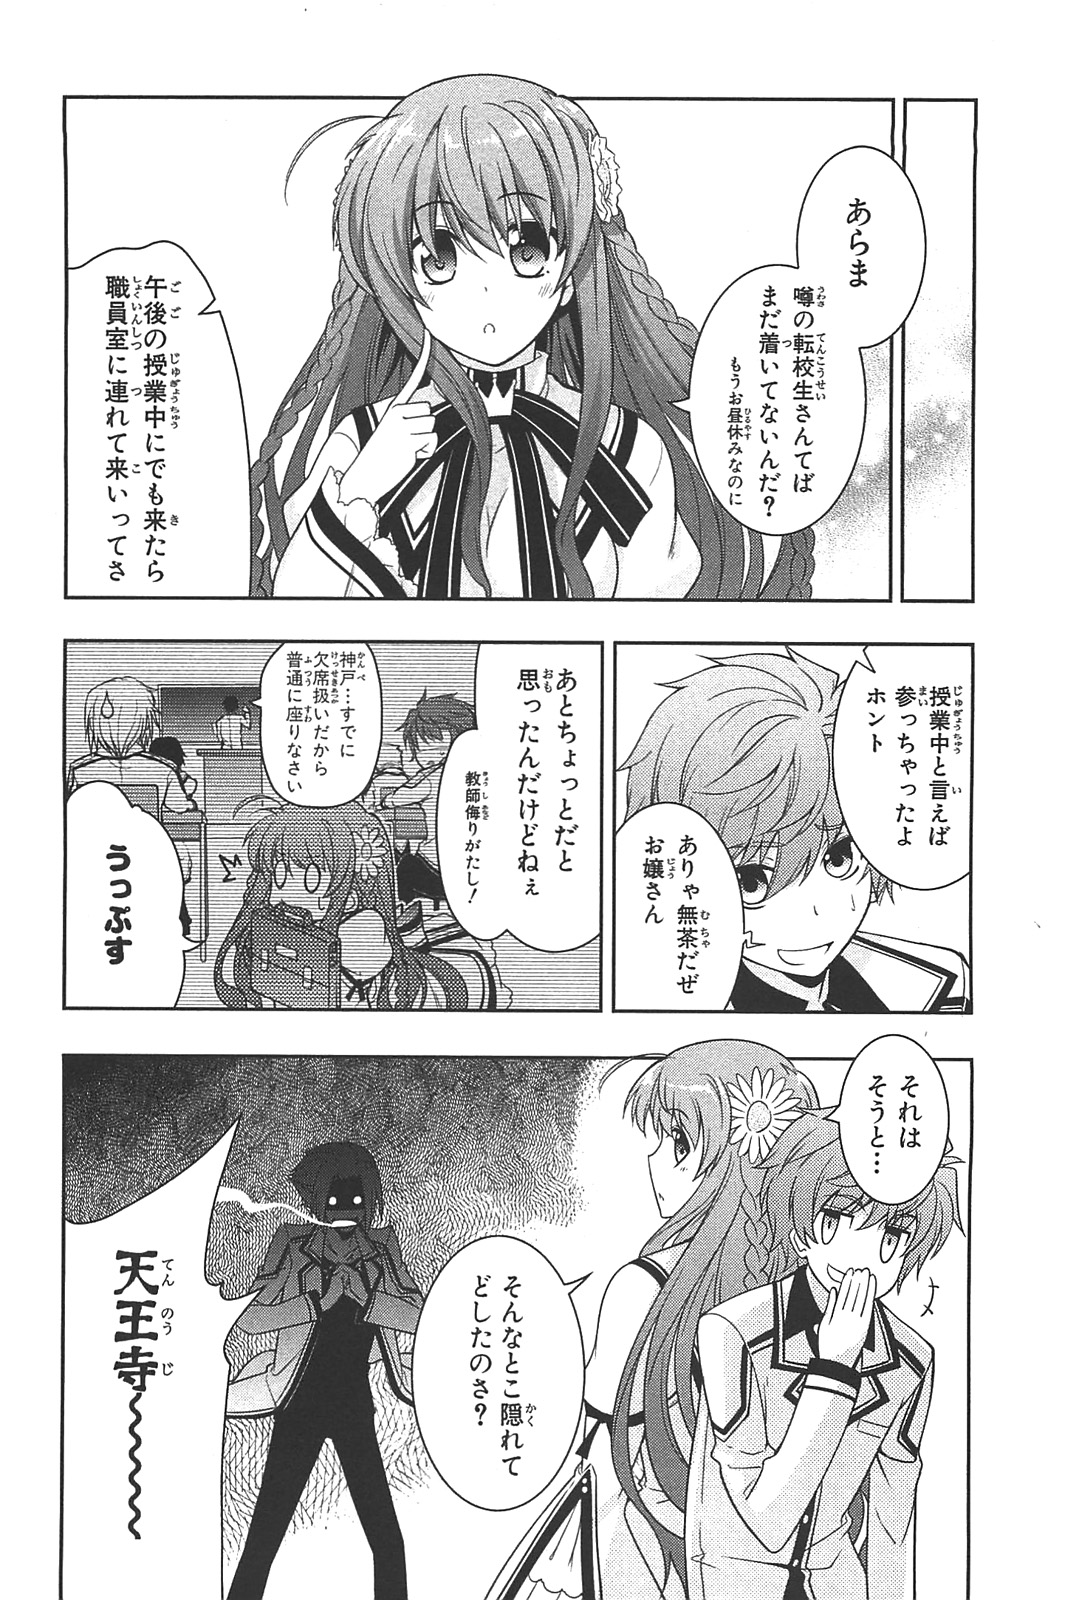 あらま
噂の転校生さんてば
まだ着いてないんだ？
もうお昼休みなのに
午後の授業中にでも来たら
職員室に連れて来いってさ
授業中と言えば
参っちゃったよ
ホント
ありゃ無茶だぜ
お嬢さん
あとちょっとだと
思ったんだけどねぇ
教師侮りがたし！
神戸…すでに
欠席扱いだから
普通に座りなさい
うっぷす
それは
そうと…
ナメ
そんなとこ隠れて
どしたのさ？
天王寺〜〜〜〜